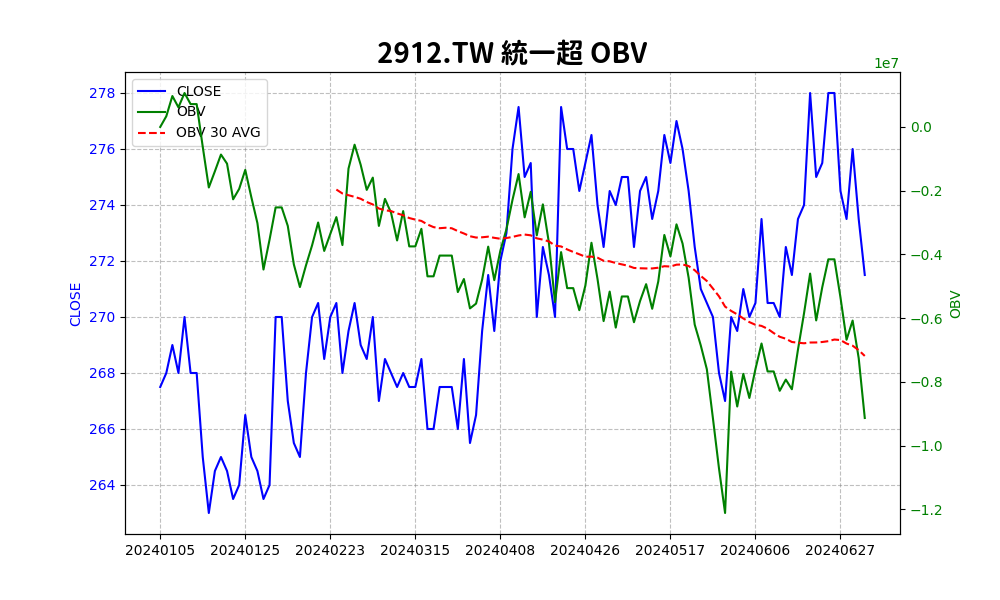 2912.TW 統一超 OBV
1e7
CLOSE
OBV
OBV 30 AVG
278
276
274
272
270
268
266
264
CLOSE
0.0
−0.2
−0.4
−0.6
−0.8
−1.0
−1.2
OBV
20240105 20240125 20240223 20240315 20240408 20240426 20240517 20240606 20240627